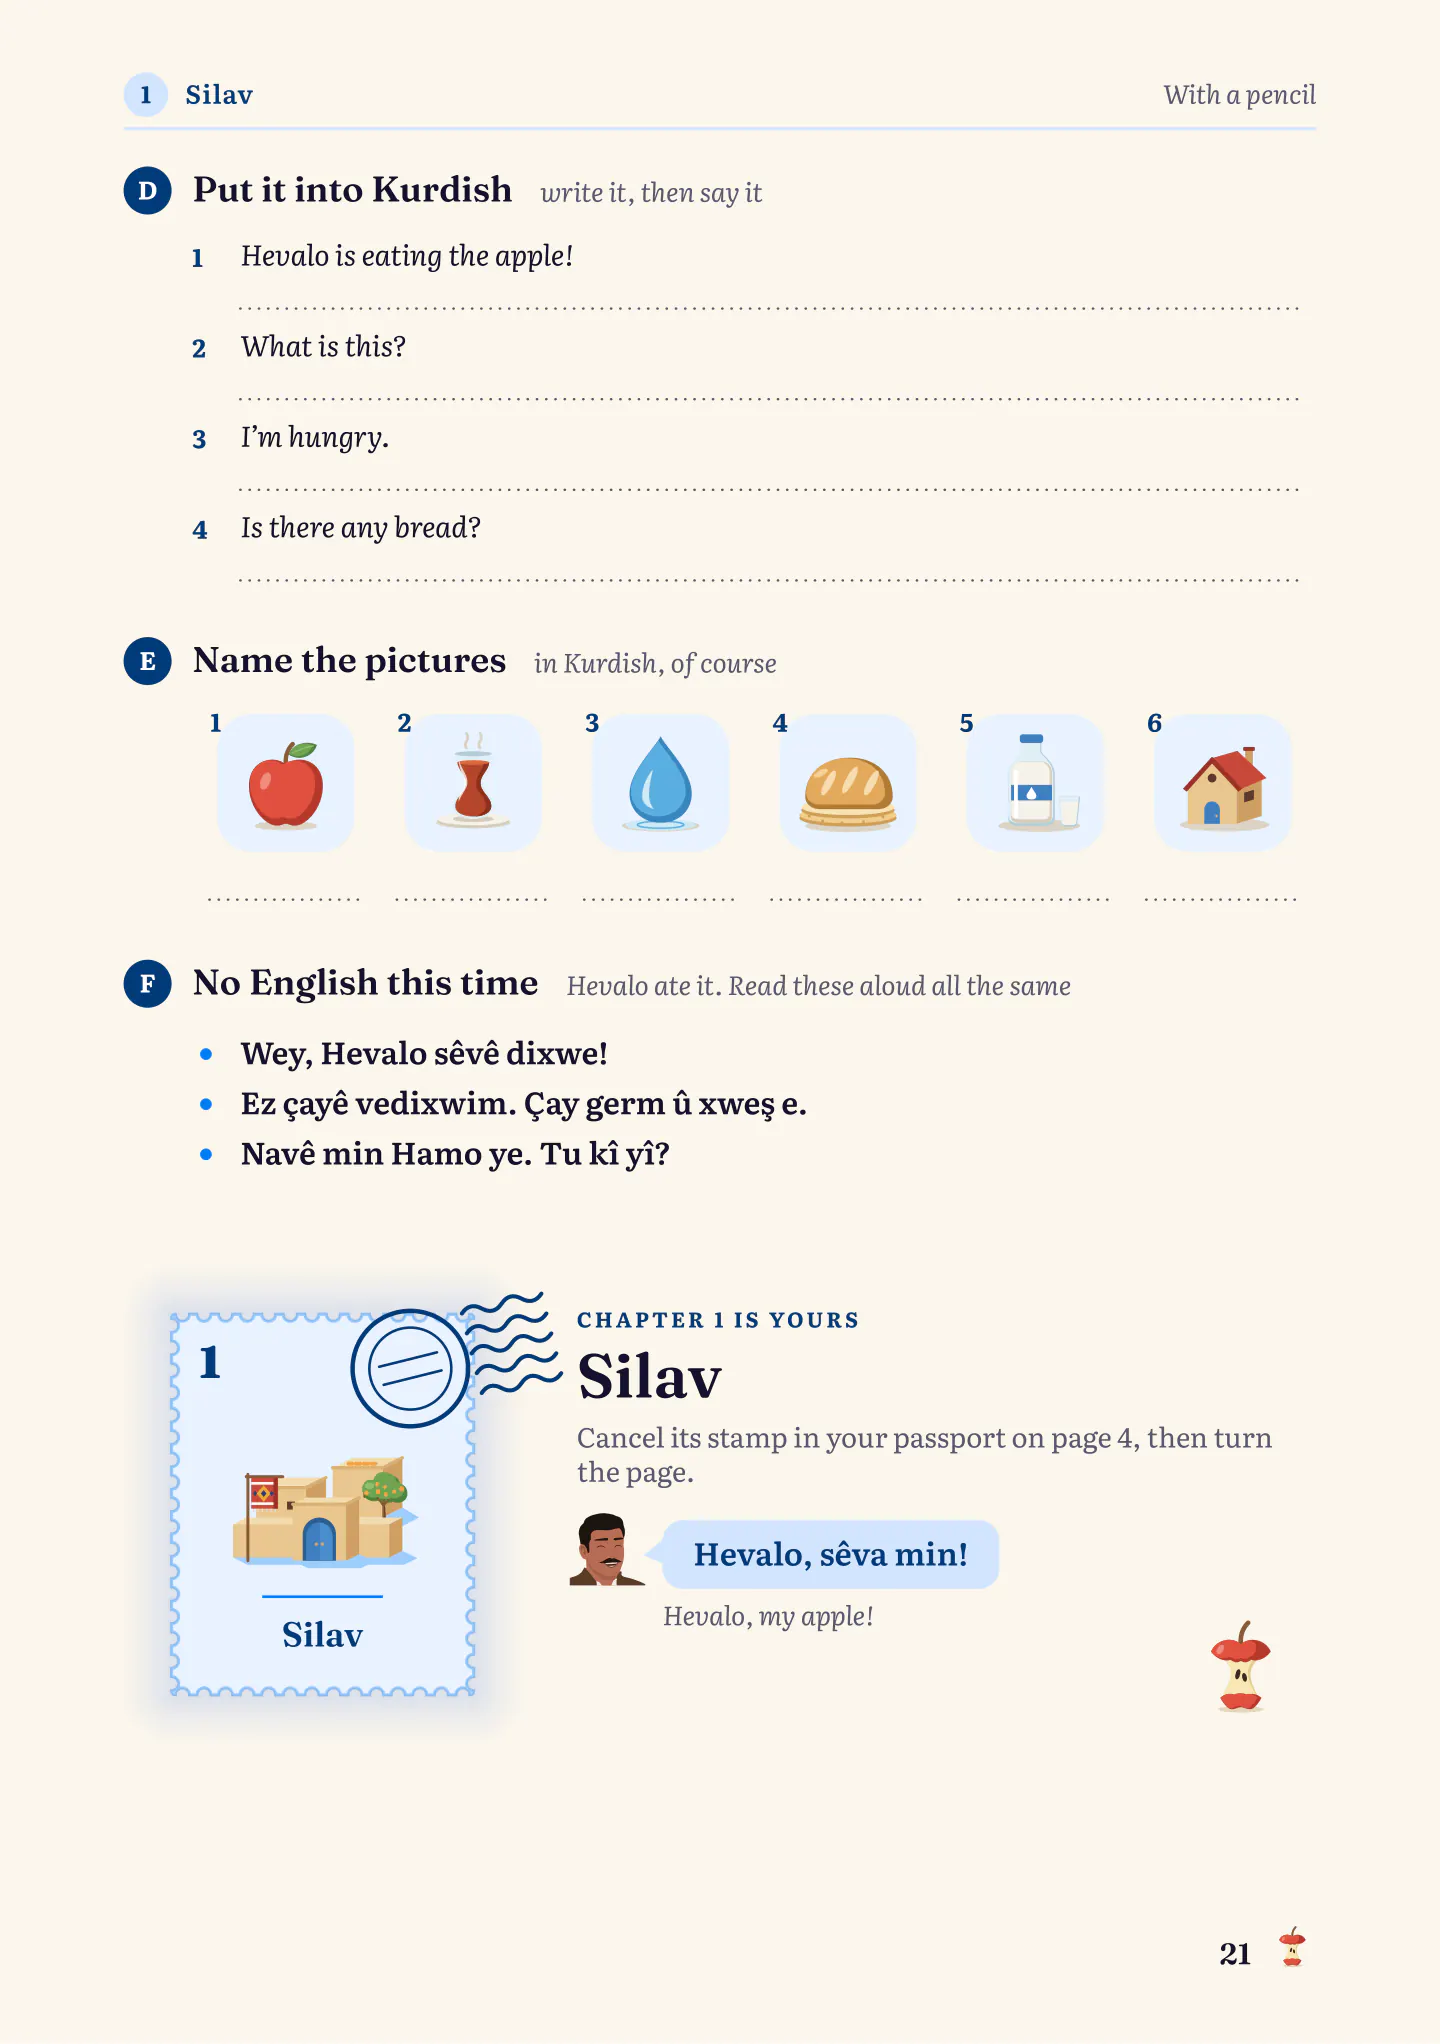 1 Silav With a pencil
D Put it into Kurdish write it, then say it
1 Hevalo is eating the apple!
2 What is this?
3 I’m hungry.
4 Is there any bread?
E Name the pictures in Kurdish, of course
1 2 3 4 5 6
F No English this time Hevalo ate it. Read these aloud all the same
• Wey, Hevalo sêvê dixwe!
• Ez çayê vedixwim. Çay germ û xweş e.
• Navê min Hamo ye. Tu kî yî?
1
Silav
CHAPTER 1 IS YOURS
Silav
Cancel its stamp in your passport on page 4, then turn
the page.
Hevalo, sêva min!
Hevalo, my apple!
21